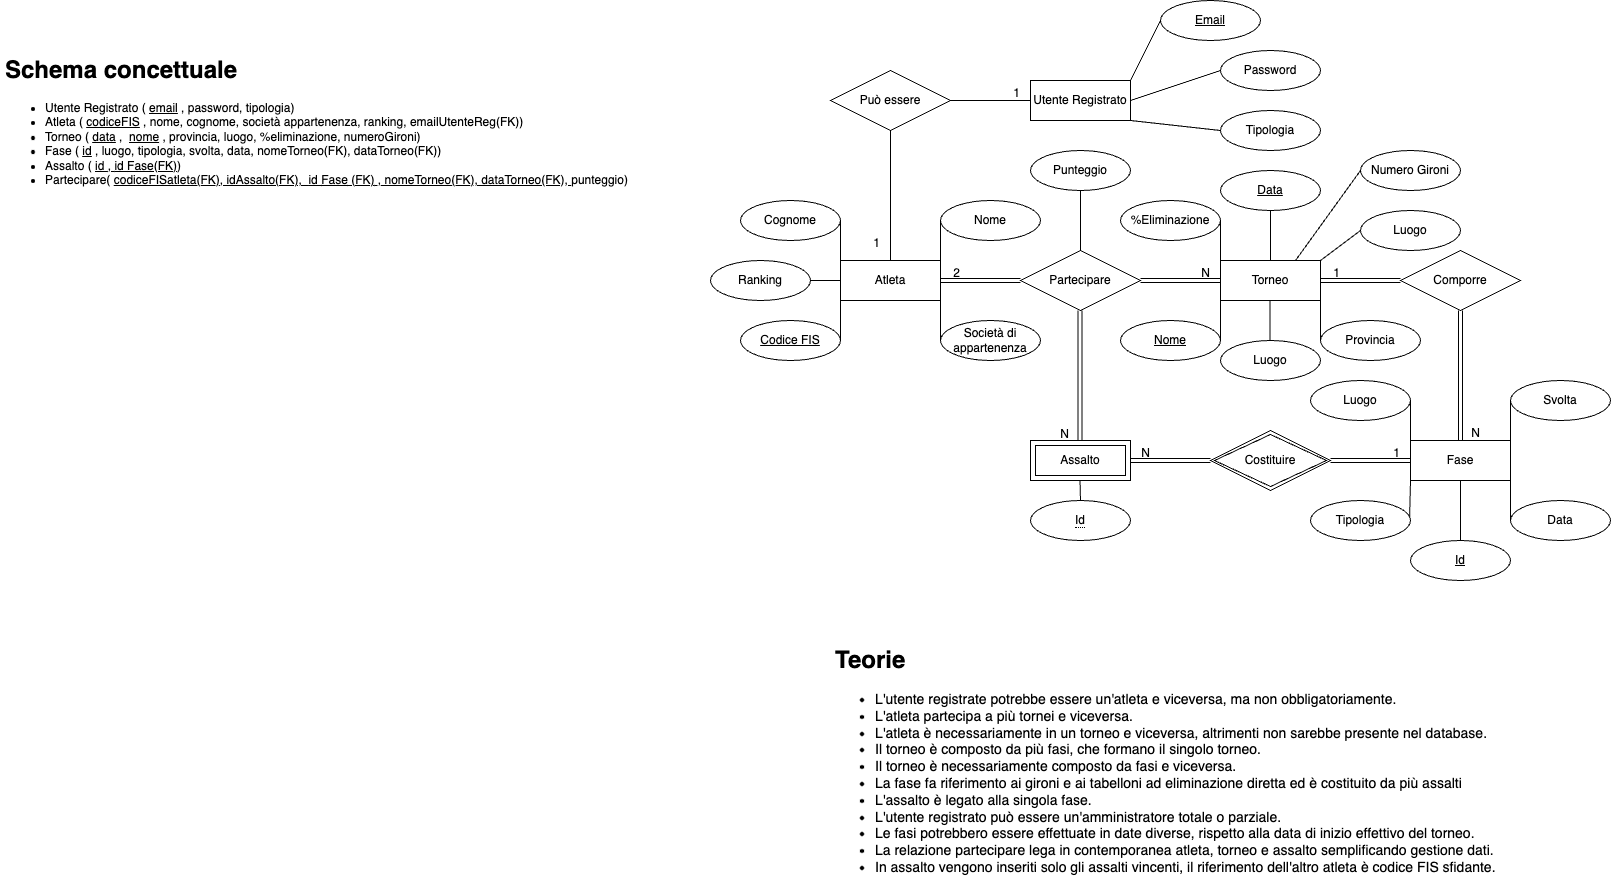 Schema concettuale
Utente Registrato ( email , password, tipologia)
Atleta ( codiceFIS , nome, cognome, società appartenenza, ranking, emailUtenteReg(FK))
Torneo ( data , nome , provincia, luogo, %eliminazione, numeroGironi)
Fase ( id , luogo, tipologia, svolta, data, nomeTorneo(FK), dataTorneo(FK))
Assalto ( id , id Fase(FK))
Partecipare( codiceFISatleta(FK), idAssalto(FK), id Fase (FK) , nomeTorneo(FK), dataTorneo(FK), punteggio)
Email
Password
Può essere
1
Utente Registrato
Tipologia
Punteggio
Numero Gironi
Data
Cognome
Nome
%Eliminazione
Luogo
1
Ranking
Atleta
2
Partecipare
N
Torneo
1
Comporre
Codice FIS
Società di
appartenenza
Nome
Luogo
Provincia
Luogo
Svolta
N
N
Assalto
N
Costituire
1
Fase
Id
Tipologia
Data
Id
Teorie
L'utente registrate potrebbe essere un'atleta e viceversa, ma non obbligatoriamente.
L'atleta partecipa a più tornei e viceversa.
L'atleta è necessariamente in un torneo e viceversa, altrimenti non sarebbe presente nel database.
Il torneo è composto da più fasi, che formano il singolo torneo.
Il torneo è necessariamente composto da fasi e viceversa.
La fase fa riferimento ai gironi e ai tabelloni ad eliminazione diretta ed è costituito da più assalti
L'assalto è legato alla singola fase.
L'utente registrato può essere un'amministratore totale o parziale.
Le fasi potrebbero essere effettuate in date diverse, rispetto alla data di inizio effettivo del torneo.
La relazione partecipare lega in contemporanea atleta, torneo e assalto semplificando gestione dati.
In assalto vengono inseriti solo gli assalti vincenti, il riferimento dell'altro atleta è codice FIS sfidante.